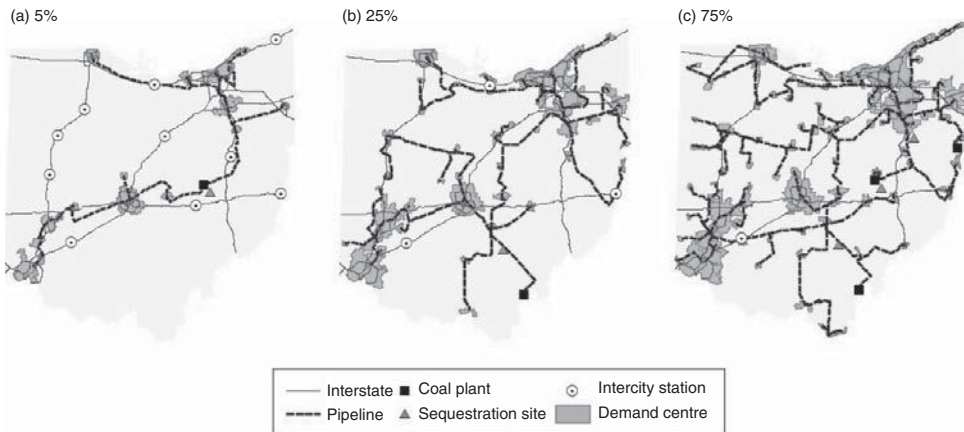 (a) 5%
(b) 25%
(c) 75%
Interstate
Coal plant
Intercity station
Pipeline
Sequestration site
Demand centre